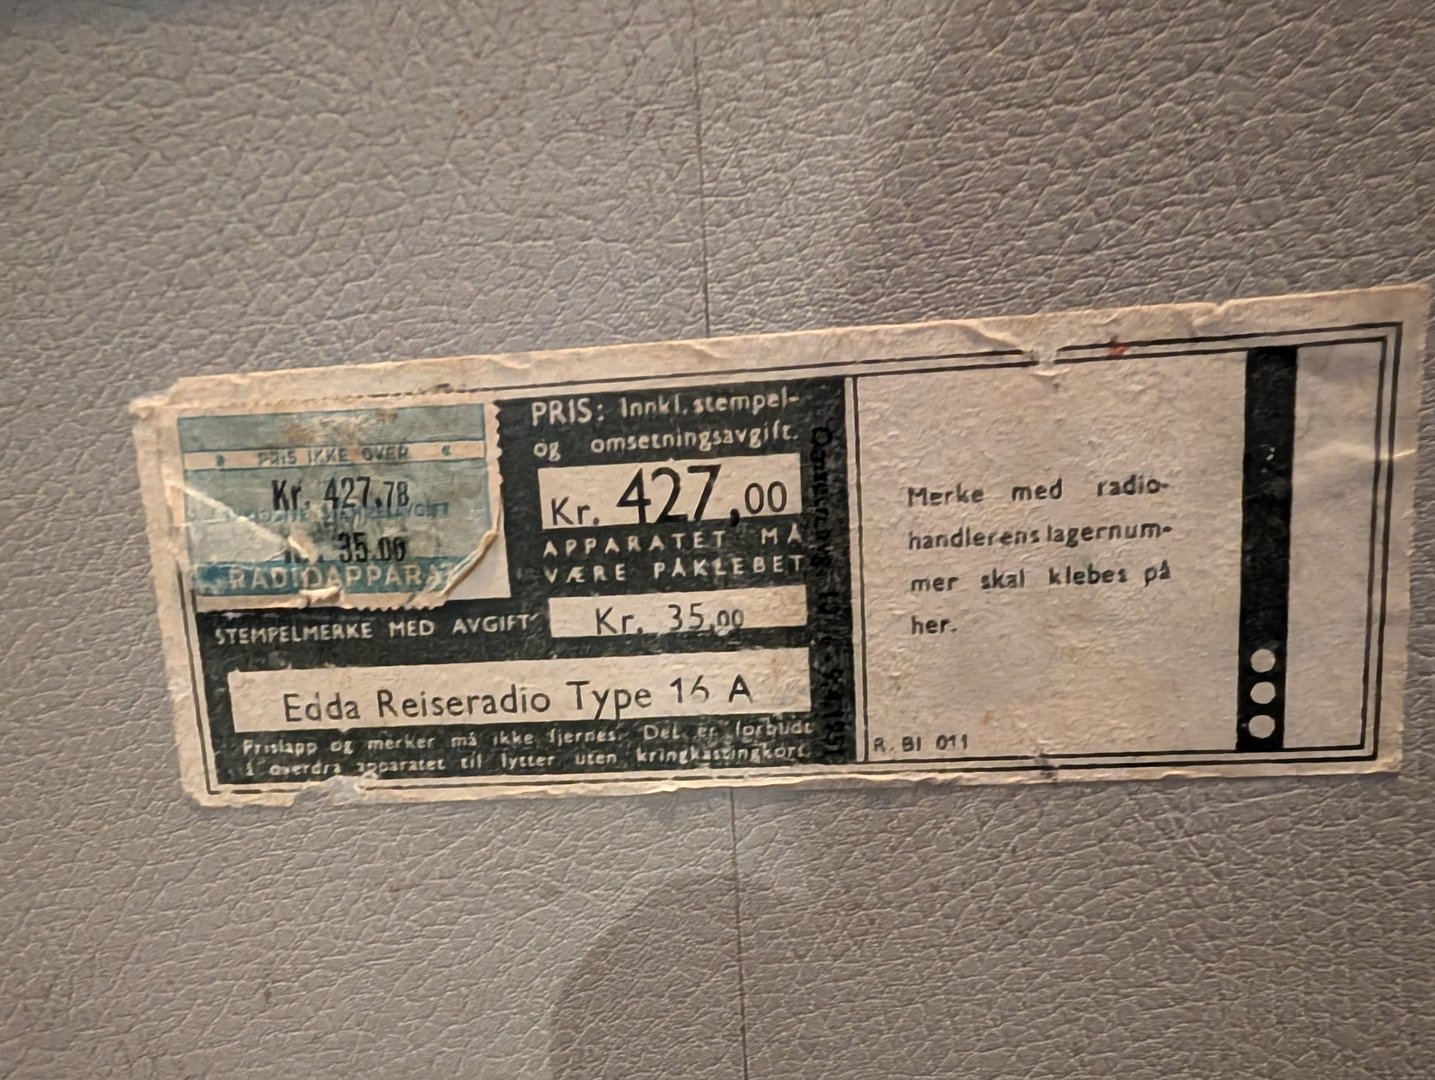 PRIS IKKE OVER
Kr. 427.78
35.00
RADIOAPPARA
PRIS: Innkl. stempel-
og omsetningsavgift.
Kr. 427,00
APPARATET MÅ
VÆRE PÅKLEBET
STEMPELMERKE MED AVGIFT
Kr. 35,00
Edda Reiseradio Type 16 A
Prislapp og merker må ikke fjernes. Det er forbudt
å overdra apparatet til lytter uten kringkastingkort.
Merke med radio-
handlerens lagernum-
mer skal klebes på
her.
R. BI 011